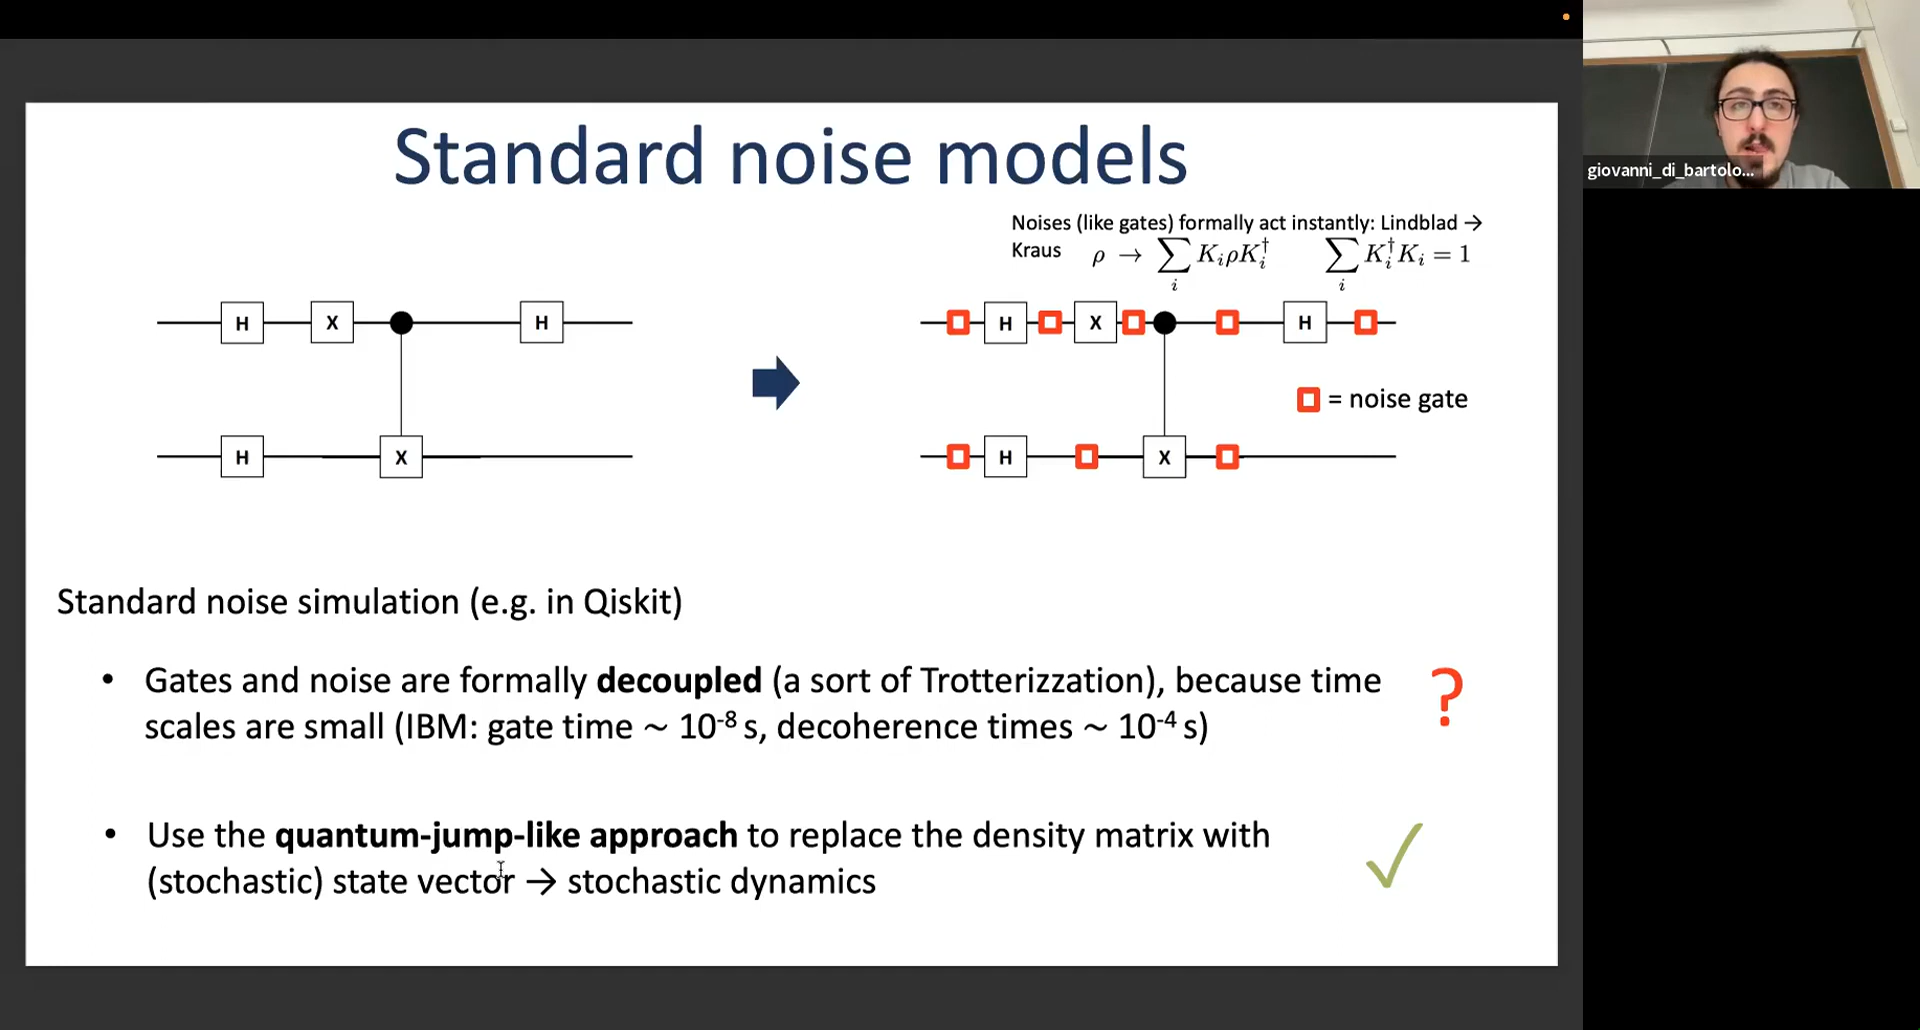 Standard noise models
Noises (like gates) formally act instantly: Lindblad →
Kraus ρ → ∑ᵢ KᵢρKᵢ† ∑ᵢ Kᵢ†Kᵢ = 1
H X H
H X H
= noise gate
H X
H X
Standard noise simulation (e.g. in Qiskit)
• Gates and noise are formally decoupled (a sort of Trotterizzation), because time
scales are small (IBM: gate time ~ 10⁻⁸ s, decoherence times ~ 10⁻⁴ s)
?
• Use the quantum-jump-like approach to replace the density matrix with
(stochastic) state vector → stochastic dynamics
✓
giovanni_di_bartolo...